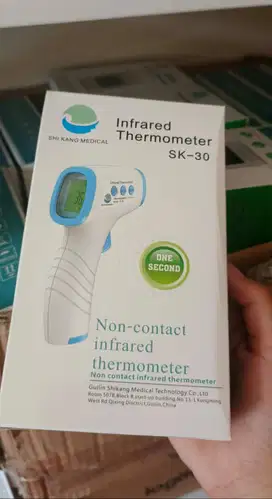 SHI KANG MEDICAL
Infrared
Thermometer
SK-30
ONE
SECOND
Non-contact
infrared
thermometer
Non contact infrared thermometer
Guilin Shikang Medical Technology Co.,Ltd